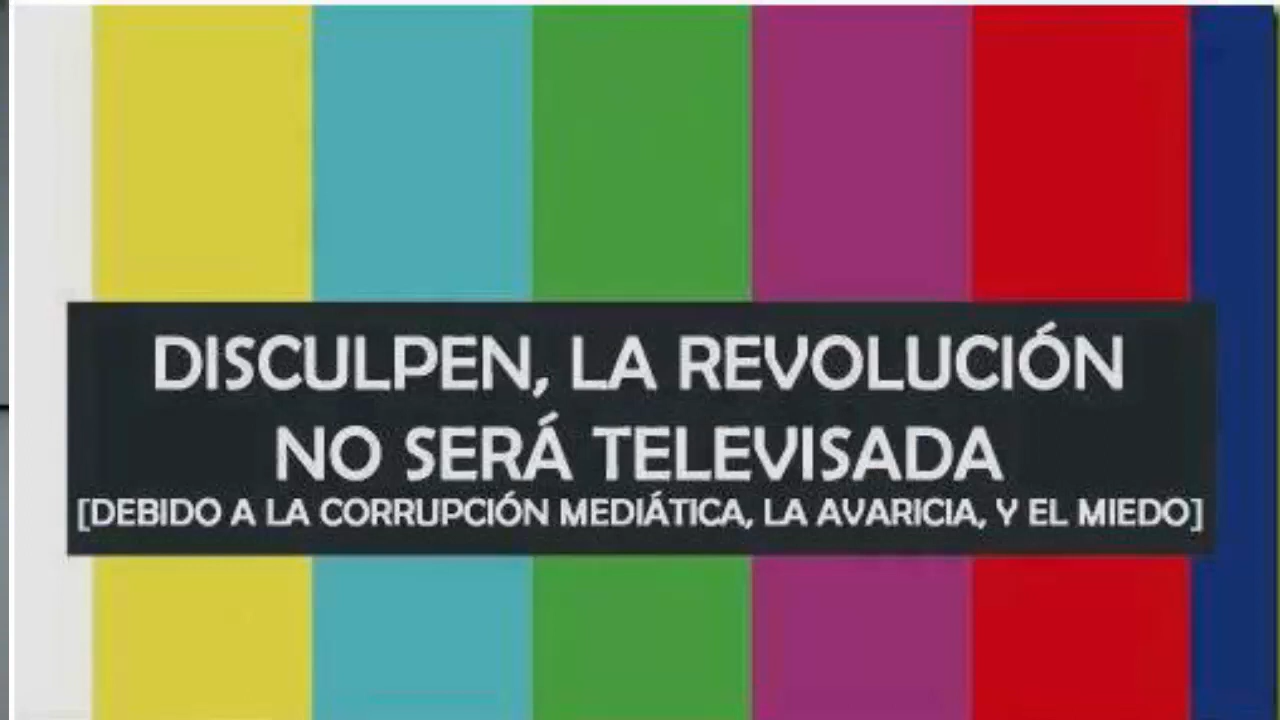 DISCULPEN, LA REVOLUCIÓN
NO SERÁ TELEVISADA
[DEBIDO A LA CORRUPCIÓN MEDIÁTICA, LA AVARICIA, Y EL MIEDO]